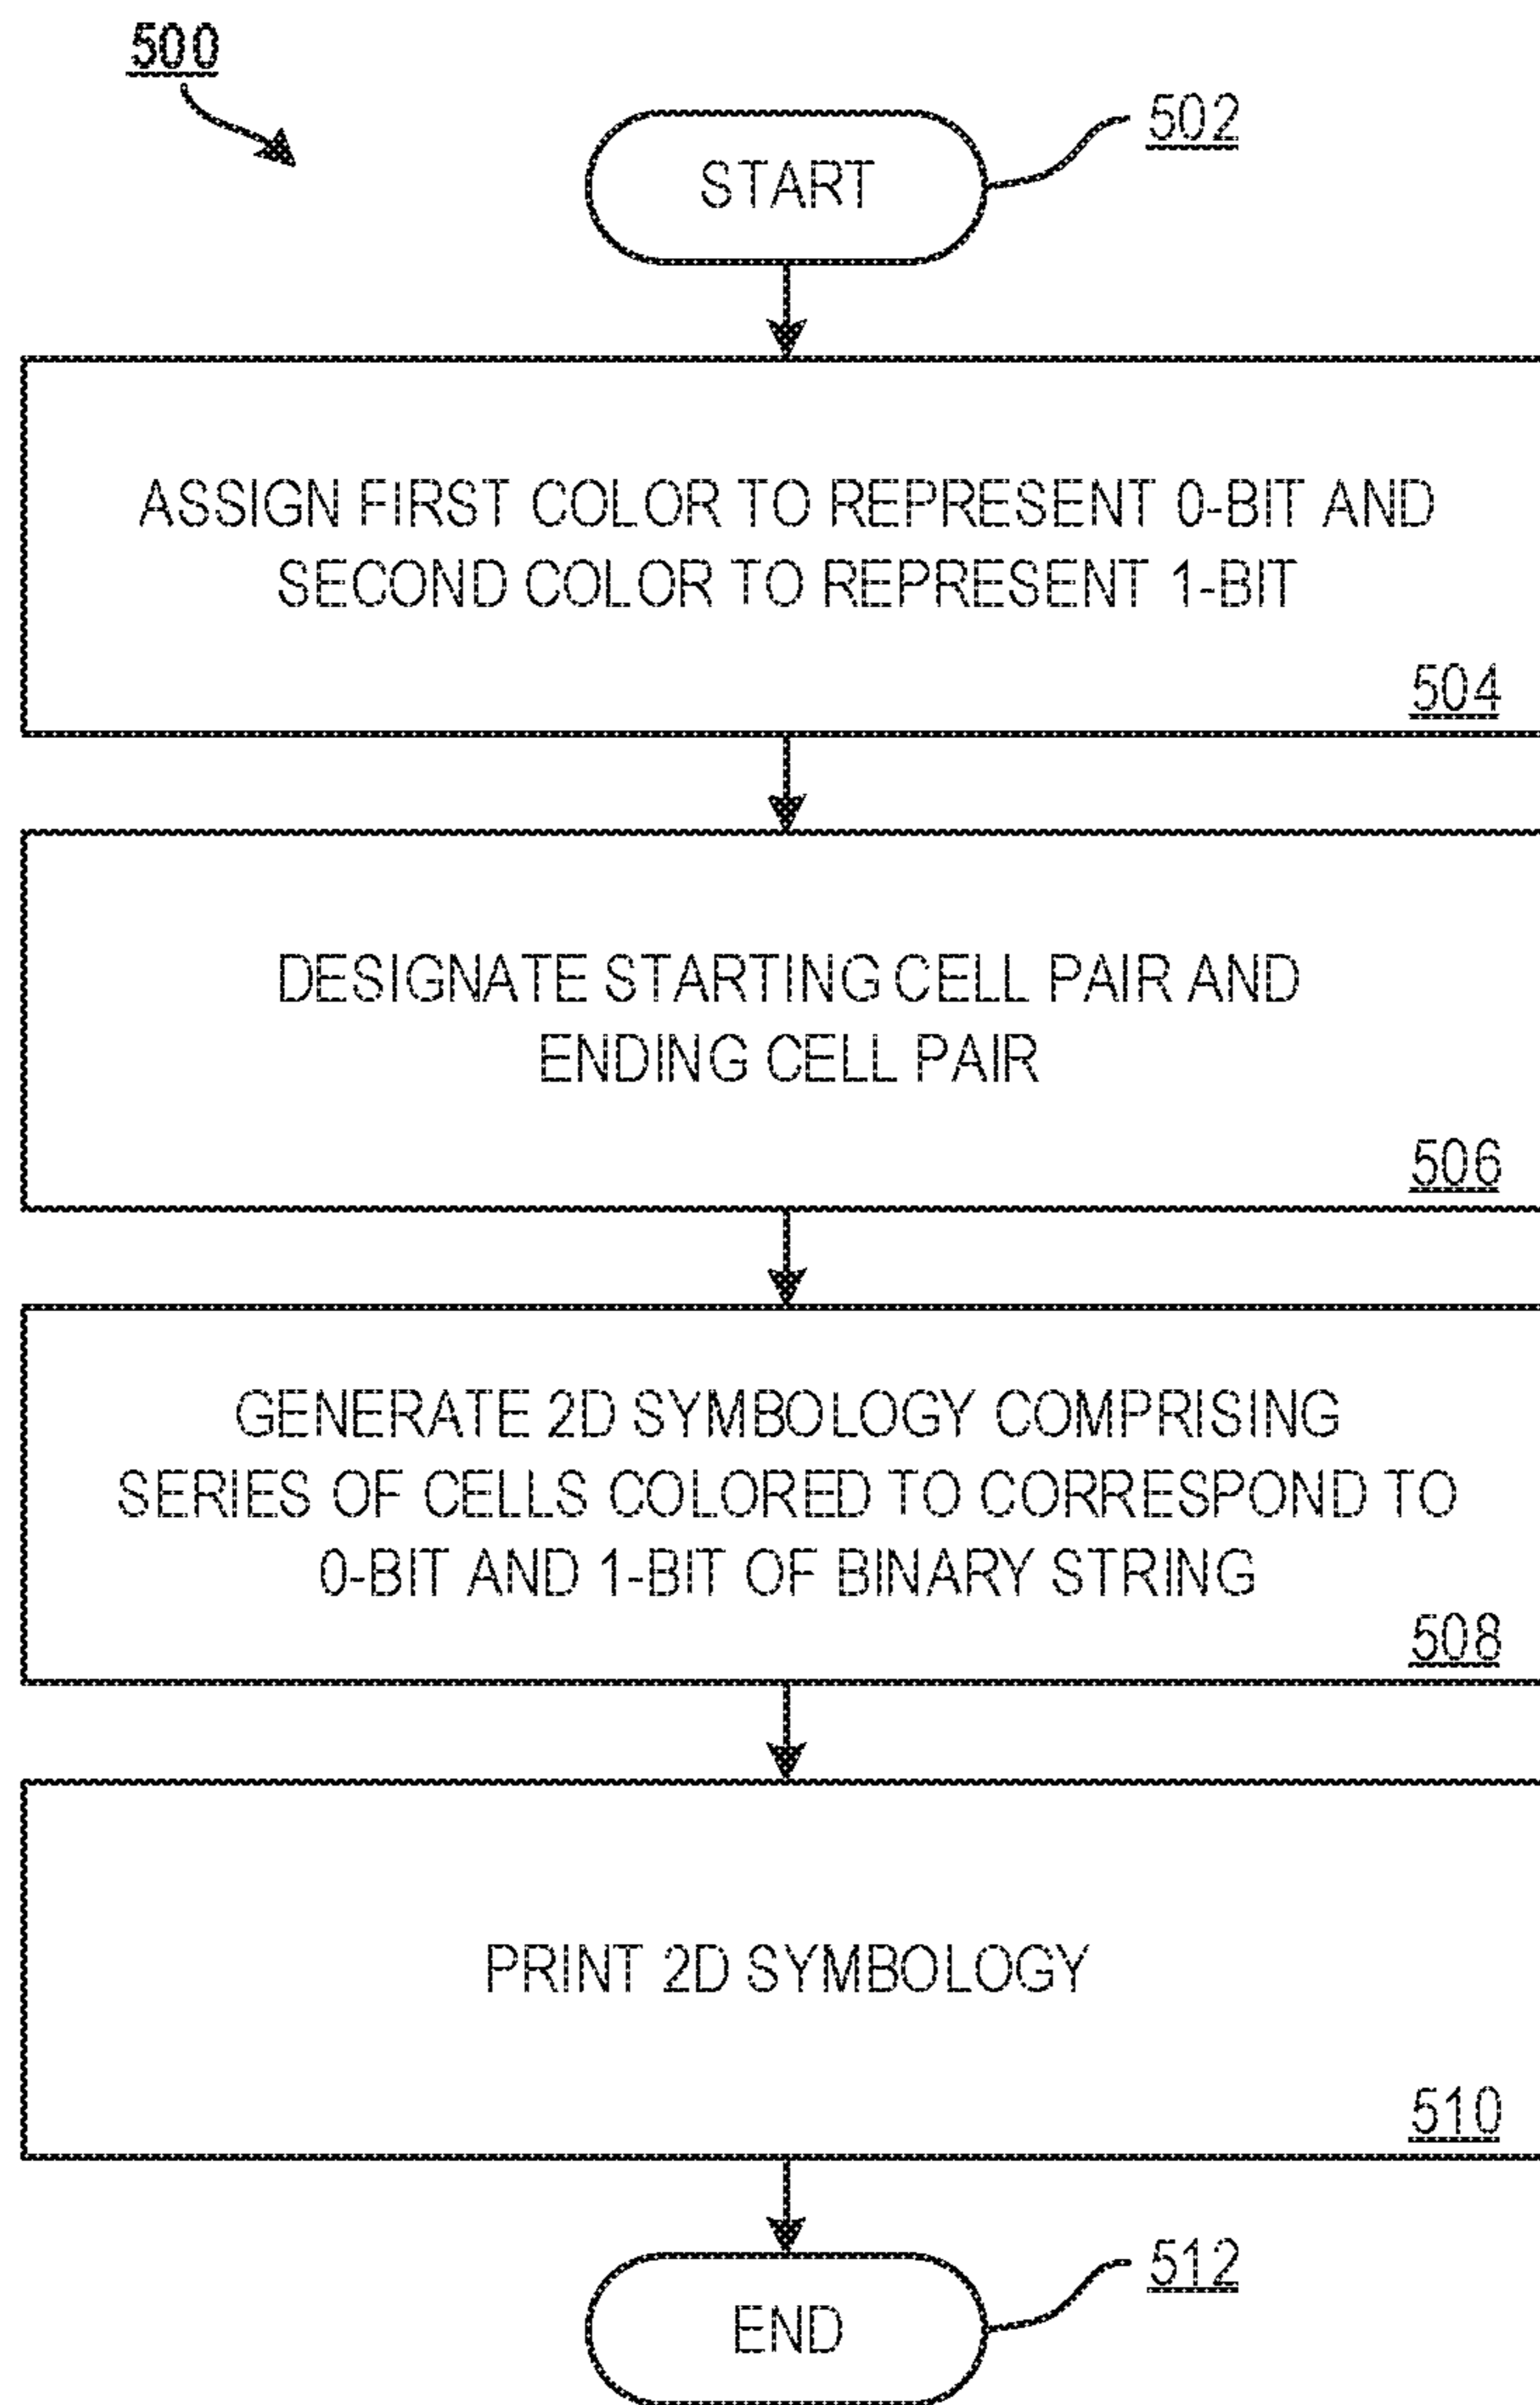 500
502
START
ASSIGN FIRST COLOR TO REPRESENT 0-BIT AND
SECOND COLOR TO REPRESENT 1-BIT
504
DESIGNATE STARTING CELL PAIR AND
ENDING CELL PAIR
506
GENERATE 2D SYMBOLOGY COMPRISING
SERIES OF CELLS COLORED TO CORRESPOND TO
0-BIT AND 1-BIT OF BINARY STRING
508
PRINT 2D SYMBOLOGY
510
512
END